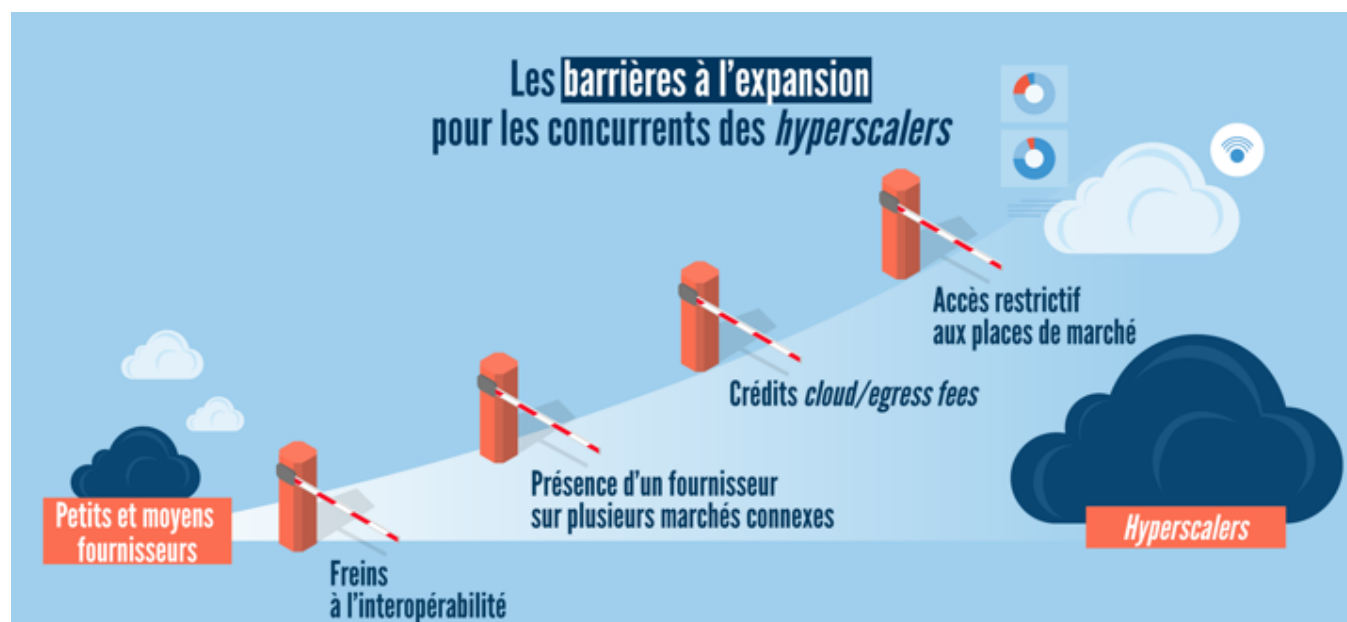 Les barrières à l'expansion
pour les concurrents des hyperscalers
Accès restrictif
aux places de marché
Crédits cloud/egress fees
Présence d'un fournisseur
sur plusieurs marchés connexes
Petits et moyens
fournisseurs
Hyperscalers
Freins
à l'interopérabilité